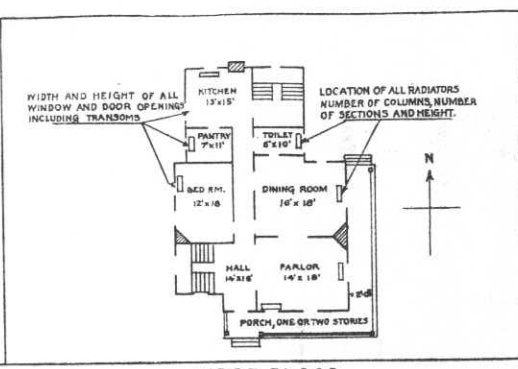 KITCHEN
13'x15'
WIDTH AND HEIGHT OF ALL
WINDOW AND DOOR OPENINGS
INCLUDING TRANSOMS
LOCATION OF ALL RADIATORS
NUMBER OF COLUMNS, NUMBER
OF SECTIONS AND HEIGHT.
PANTRY
7'x11'
TOILET
6'x10'
N
BED RM.
12'x18
DINING ROOM
16'x18'
HALL
14'x16'
PARLOR
14'x18'
PORCH, ONE OR TWO STORIES